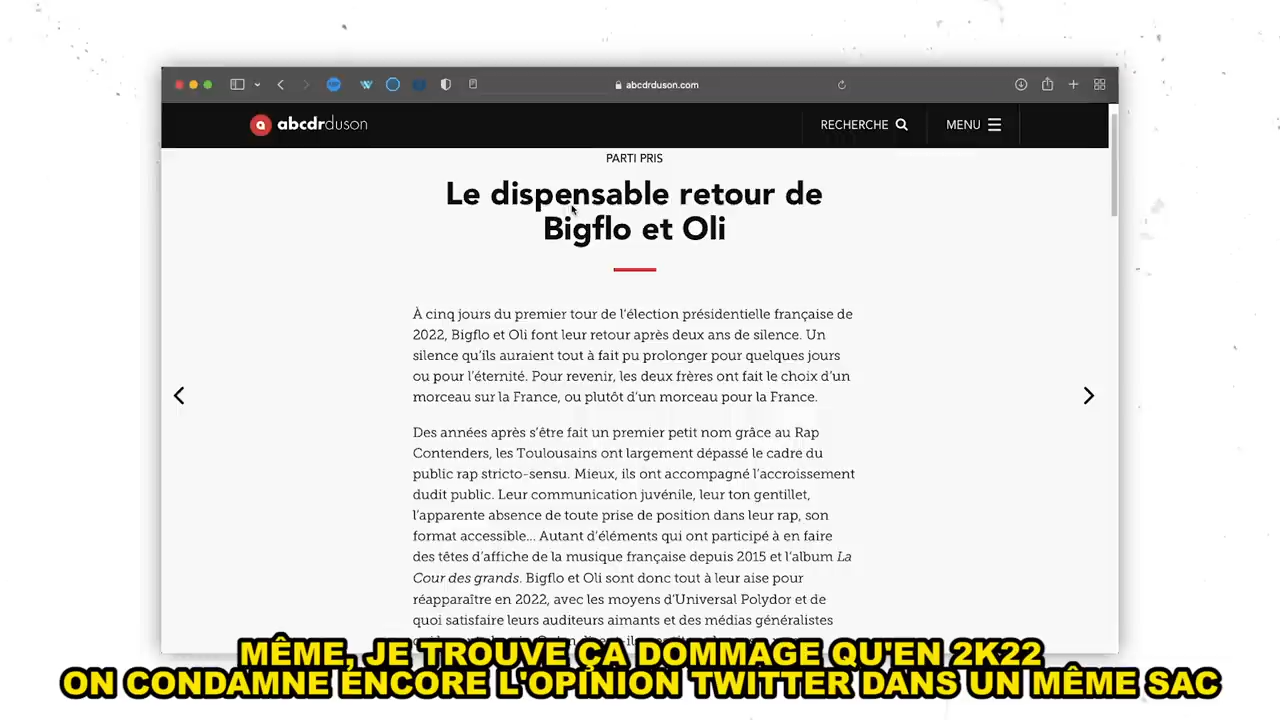 abcdrduson.com
abcdrduson
RECHERCHE
MENU
PARTI PRIS
Le dispensable retour de
Bigflo et Oli
À cinq jours du premier tour de l'élection présidentielle française de
2022, Bigflo et Oli font leur retour après deux ans de silence. Un
silence qu'ils auraient tout à fait pu prolonger pour quelques jours
ou pour l'éternité. Pour revenir, les deux frères ont fait le choix d'un
morceau sur la France, ou plutôt d'un morceau pour la France.
Des années après s'être fait un premier petit nom grâce au Rap
Contenders, les Toulousains ont largement dépassé le cadre du
public rap stricto-sensu. Mieux, ils ont accompagné l'accroissement
dudit public. Leur communication juvénile, leur ton gentillet,
l'apparente absence de toute prise de position dans leur rap, son
format accessible... Autant d'éléments qui ont participé à en faire
des têtes d'affiche de la musique française depuis 2015 et l'album La
Cour des grands. Bigflo et Oli sont donc tout à leur aise pour
réapparaître en 2022, avec les moyens d'Universal Polydor et de
quoi satisfaire leurs auditeurs aimants et des médias généralistes
MÊME, JE TROUVE ÇA DOMMAGE QU'EN 2K22
ON CONDAMNE ENCORE L'OPINION TWITTER DANS UN MÊME SAC